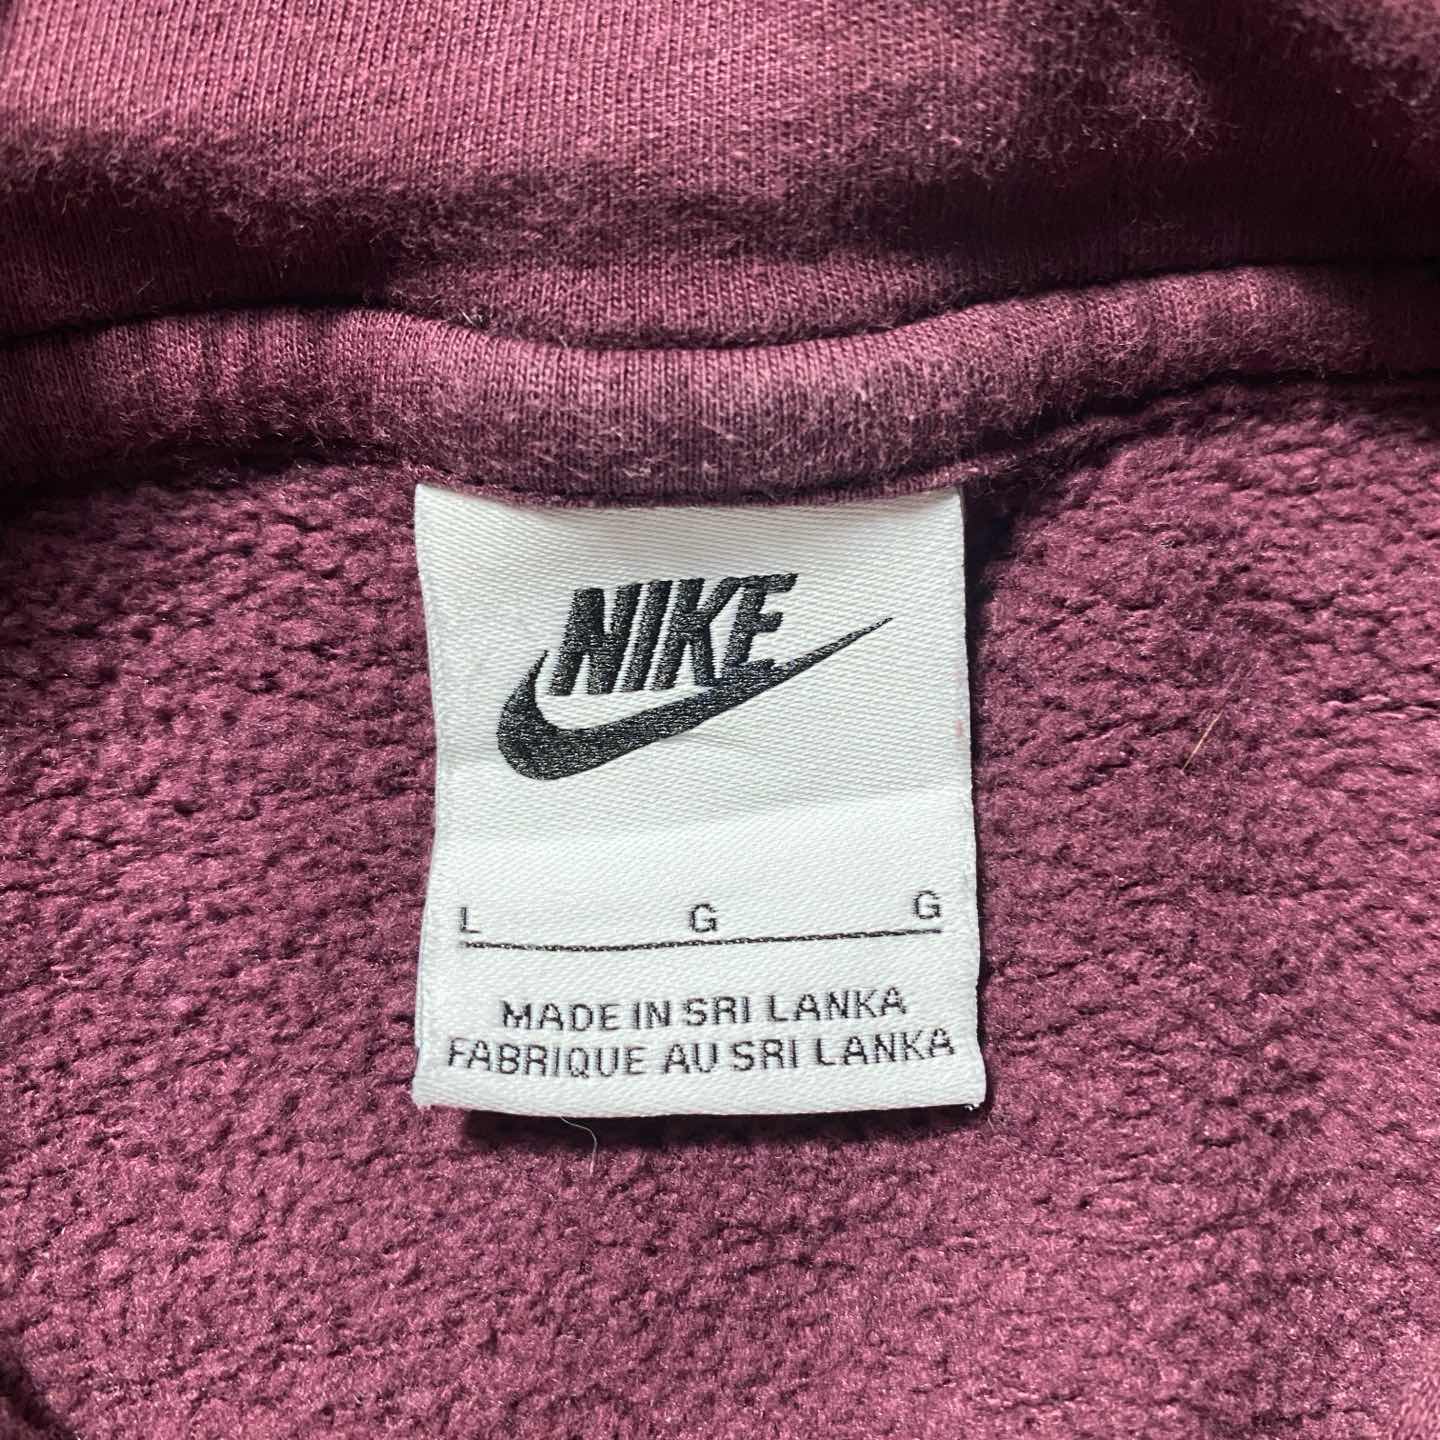 NIKE
L G G
MADE IN SRI LANKA
FABRIQUE AU SRI LANKA